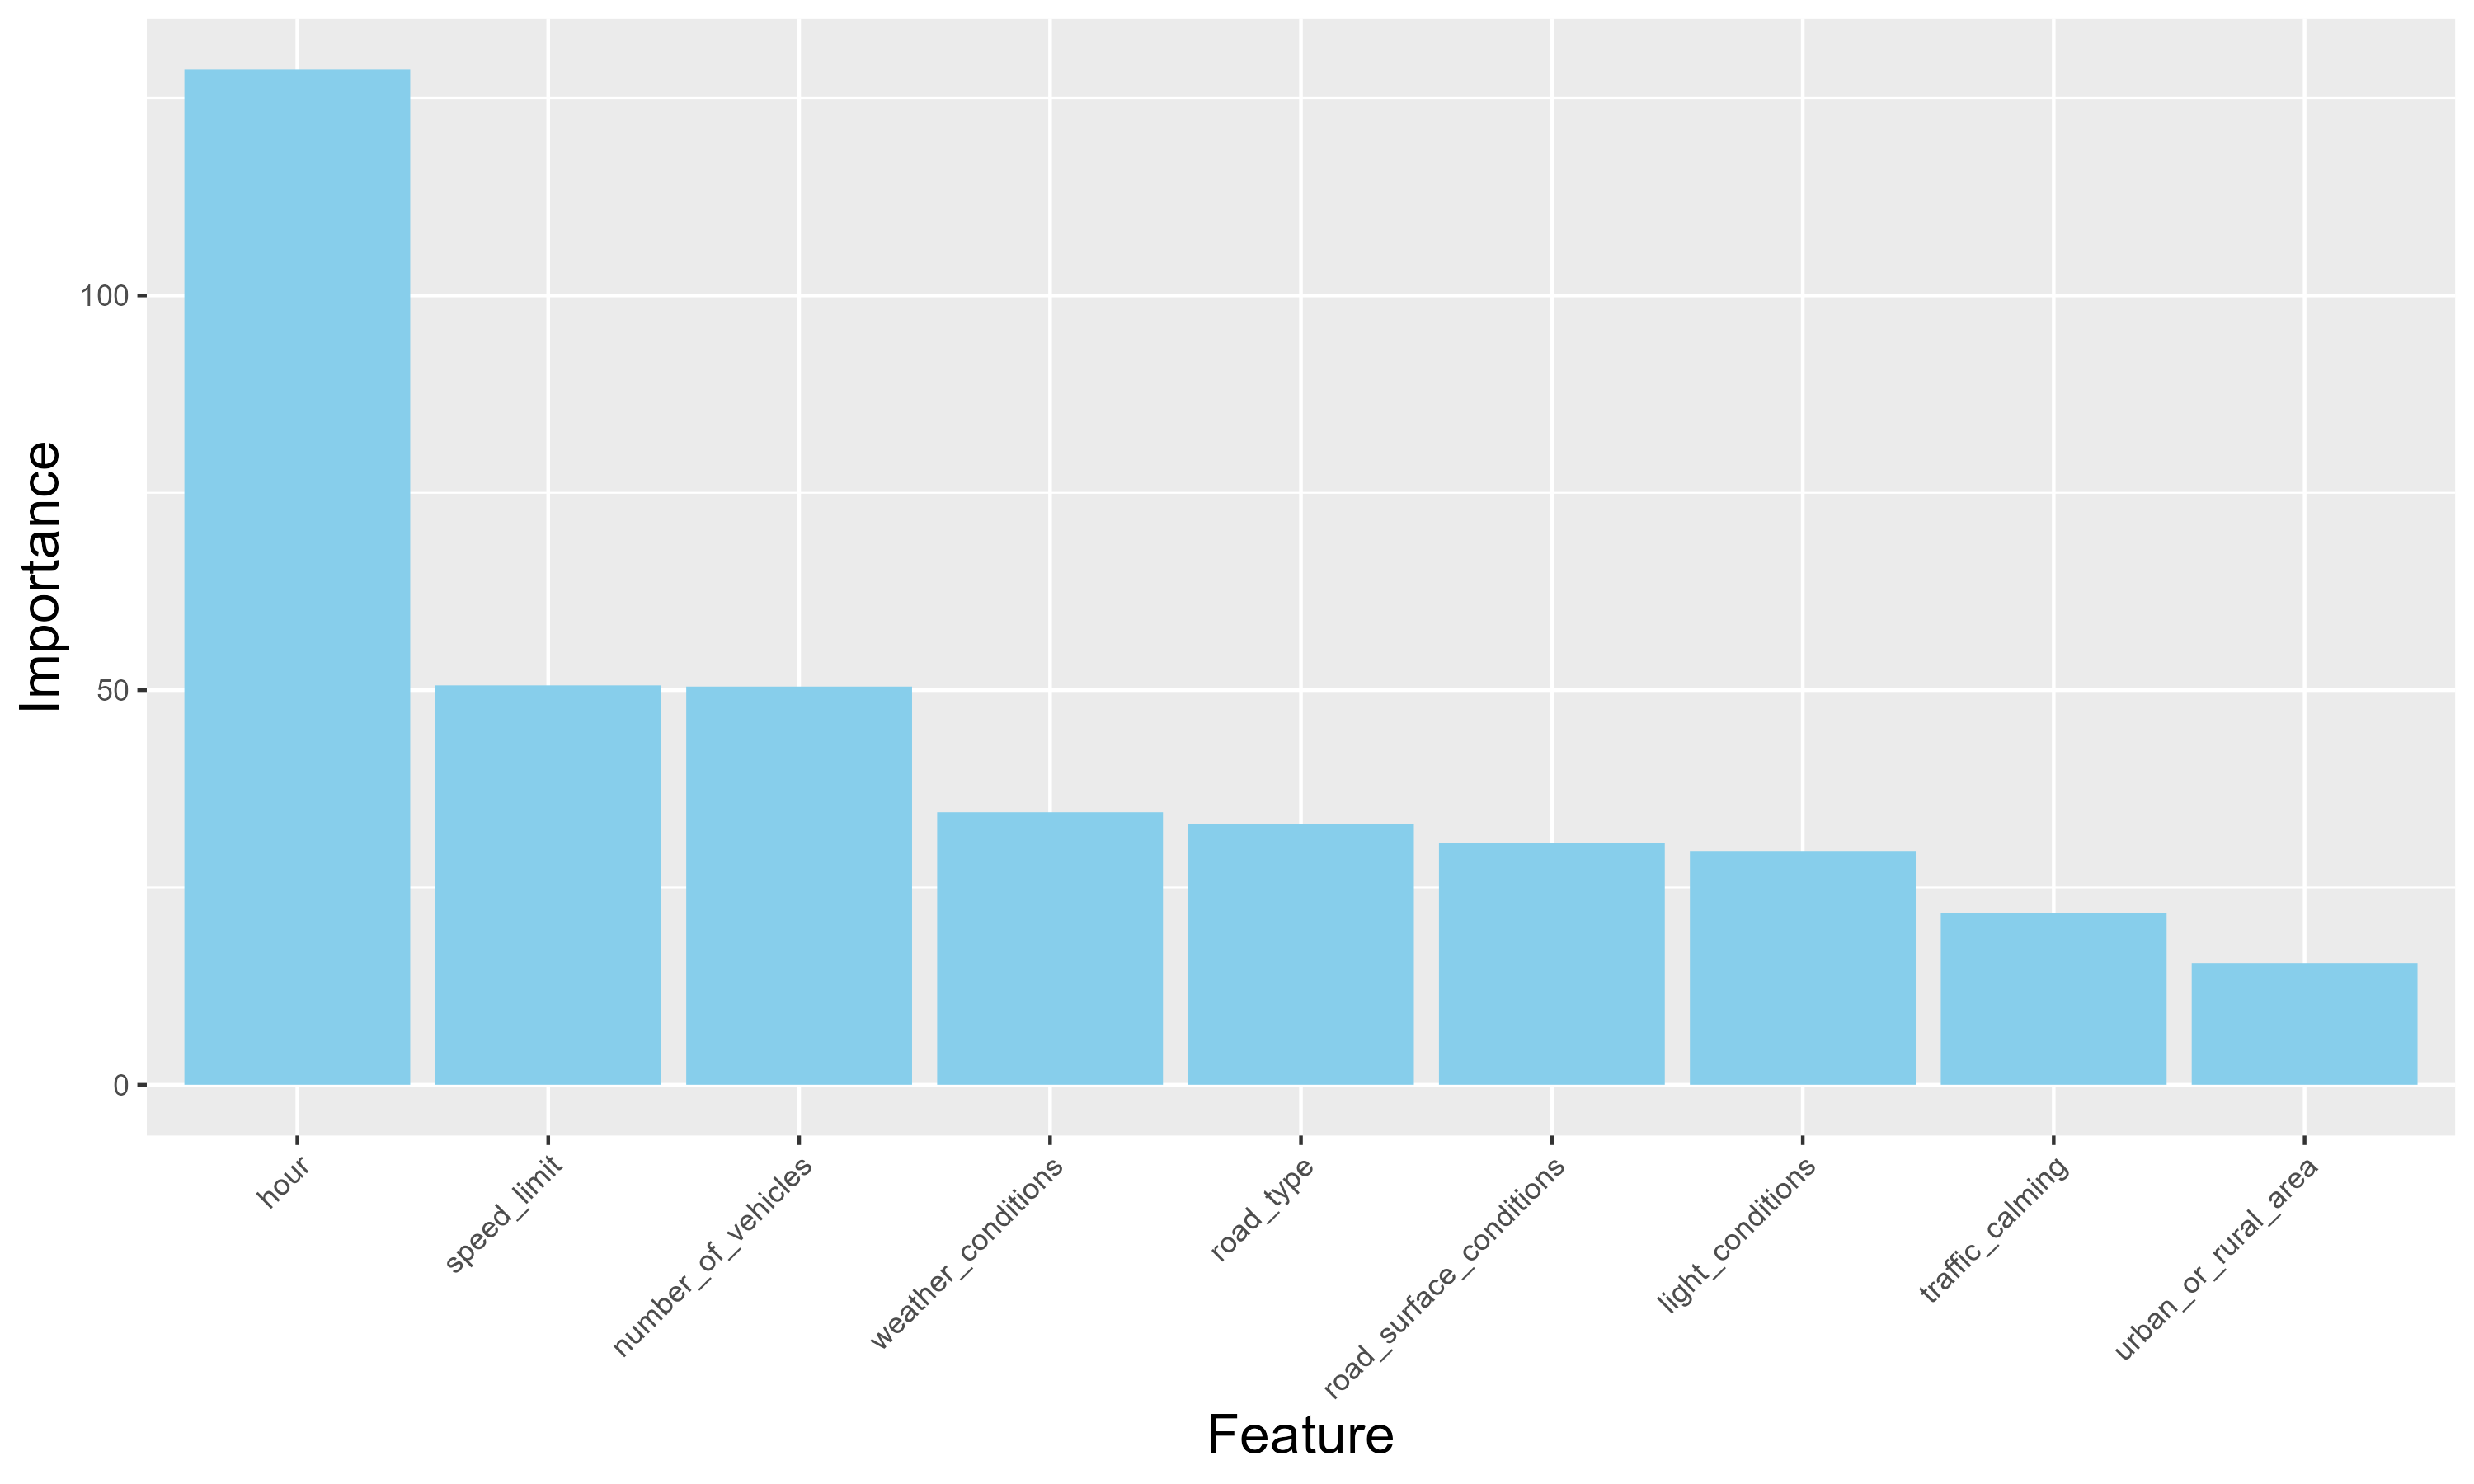 Importance
100
50
0
hour
speed_limit
number_of_vehicles
weather_conditions
road_type
road_surface_conditions
light_conditions
traffic_calming
urban_or_rural_area
Feature